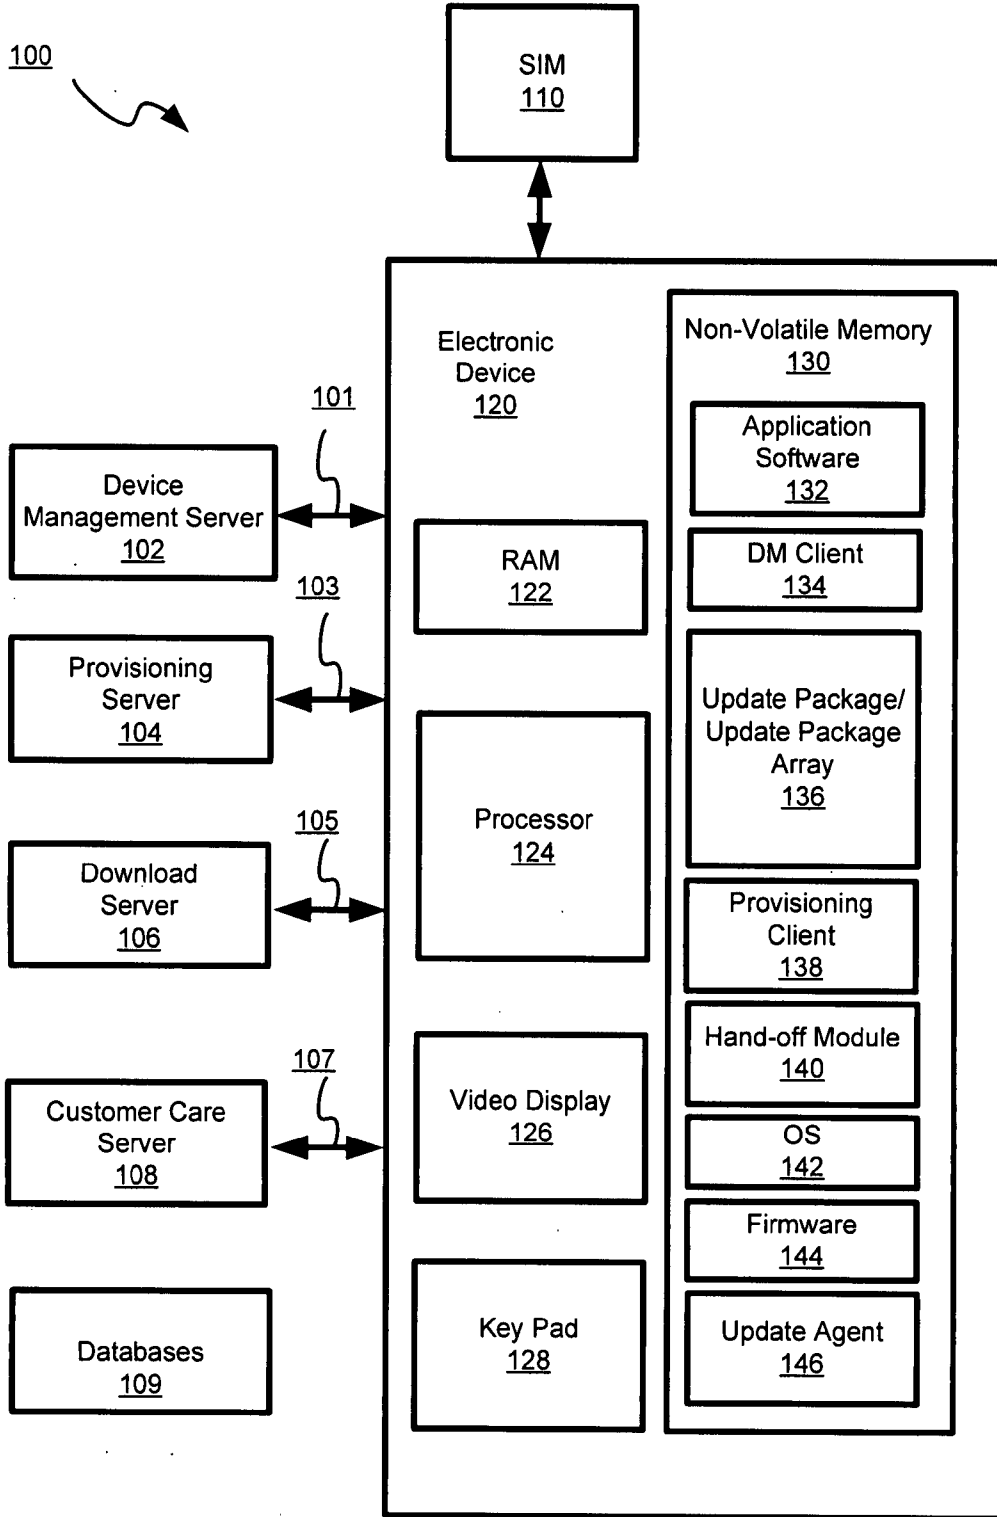 100
SIM
110
Electronic
Device
120
Non-Volatile Memory
130
101
Application
Software
132
Device
Management Server
102
RAM
122
DM Client
134
103
Provisioning
Server
104
Update Package/
Update Package
Array
136
Processor
124
105
Download
Server
106
Provisioning
Client
138
Hand-off Module
140
107
Video Display
126
Customer Care
Server
108
OS
142
Firmware
144
Key Pad
128
Update Agent
146
Databases
109